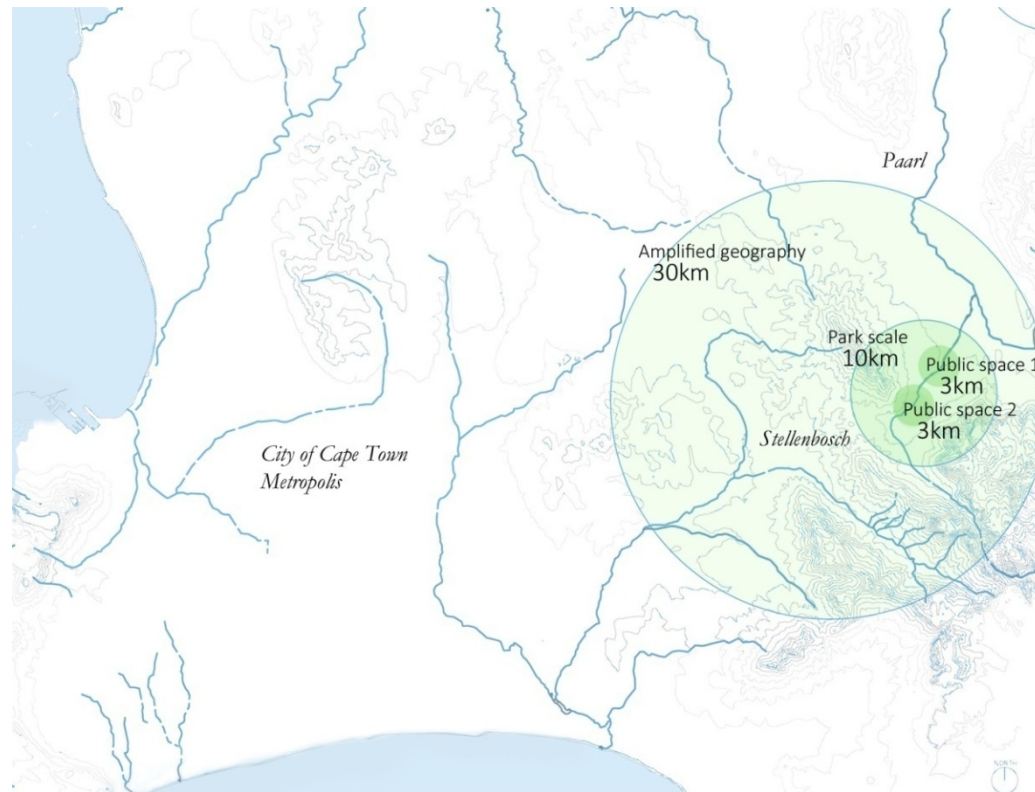 Paarl
Amplified geography
30km
Park scale
10km
Public space 1
3km
Public space 2
3km
Stellenbosch
City of Cape Town
Metropolis
NORTH